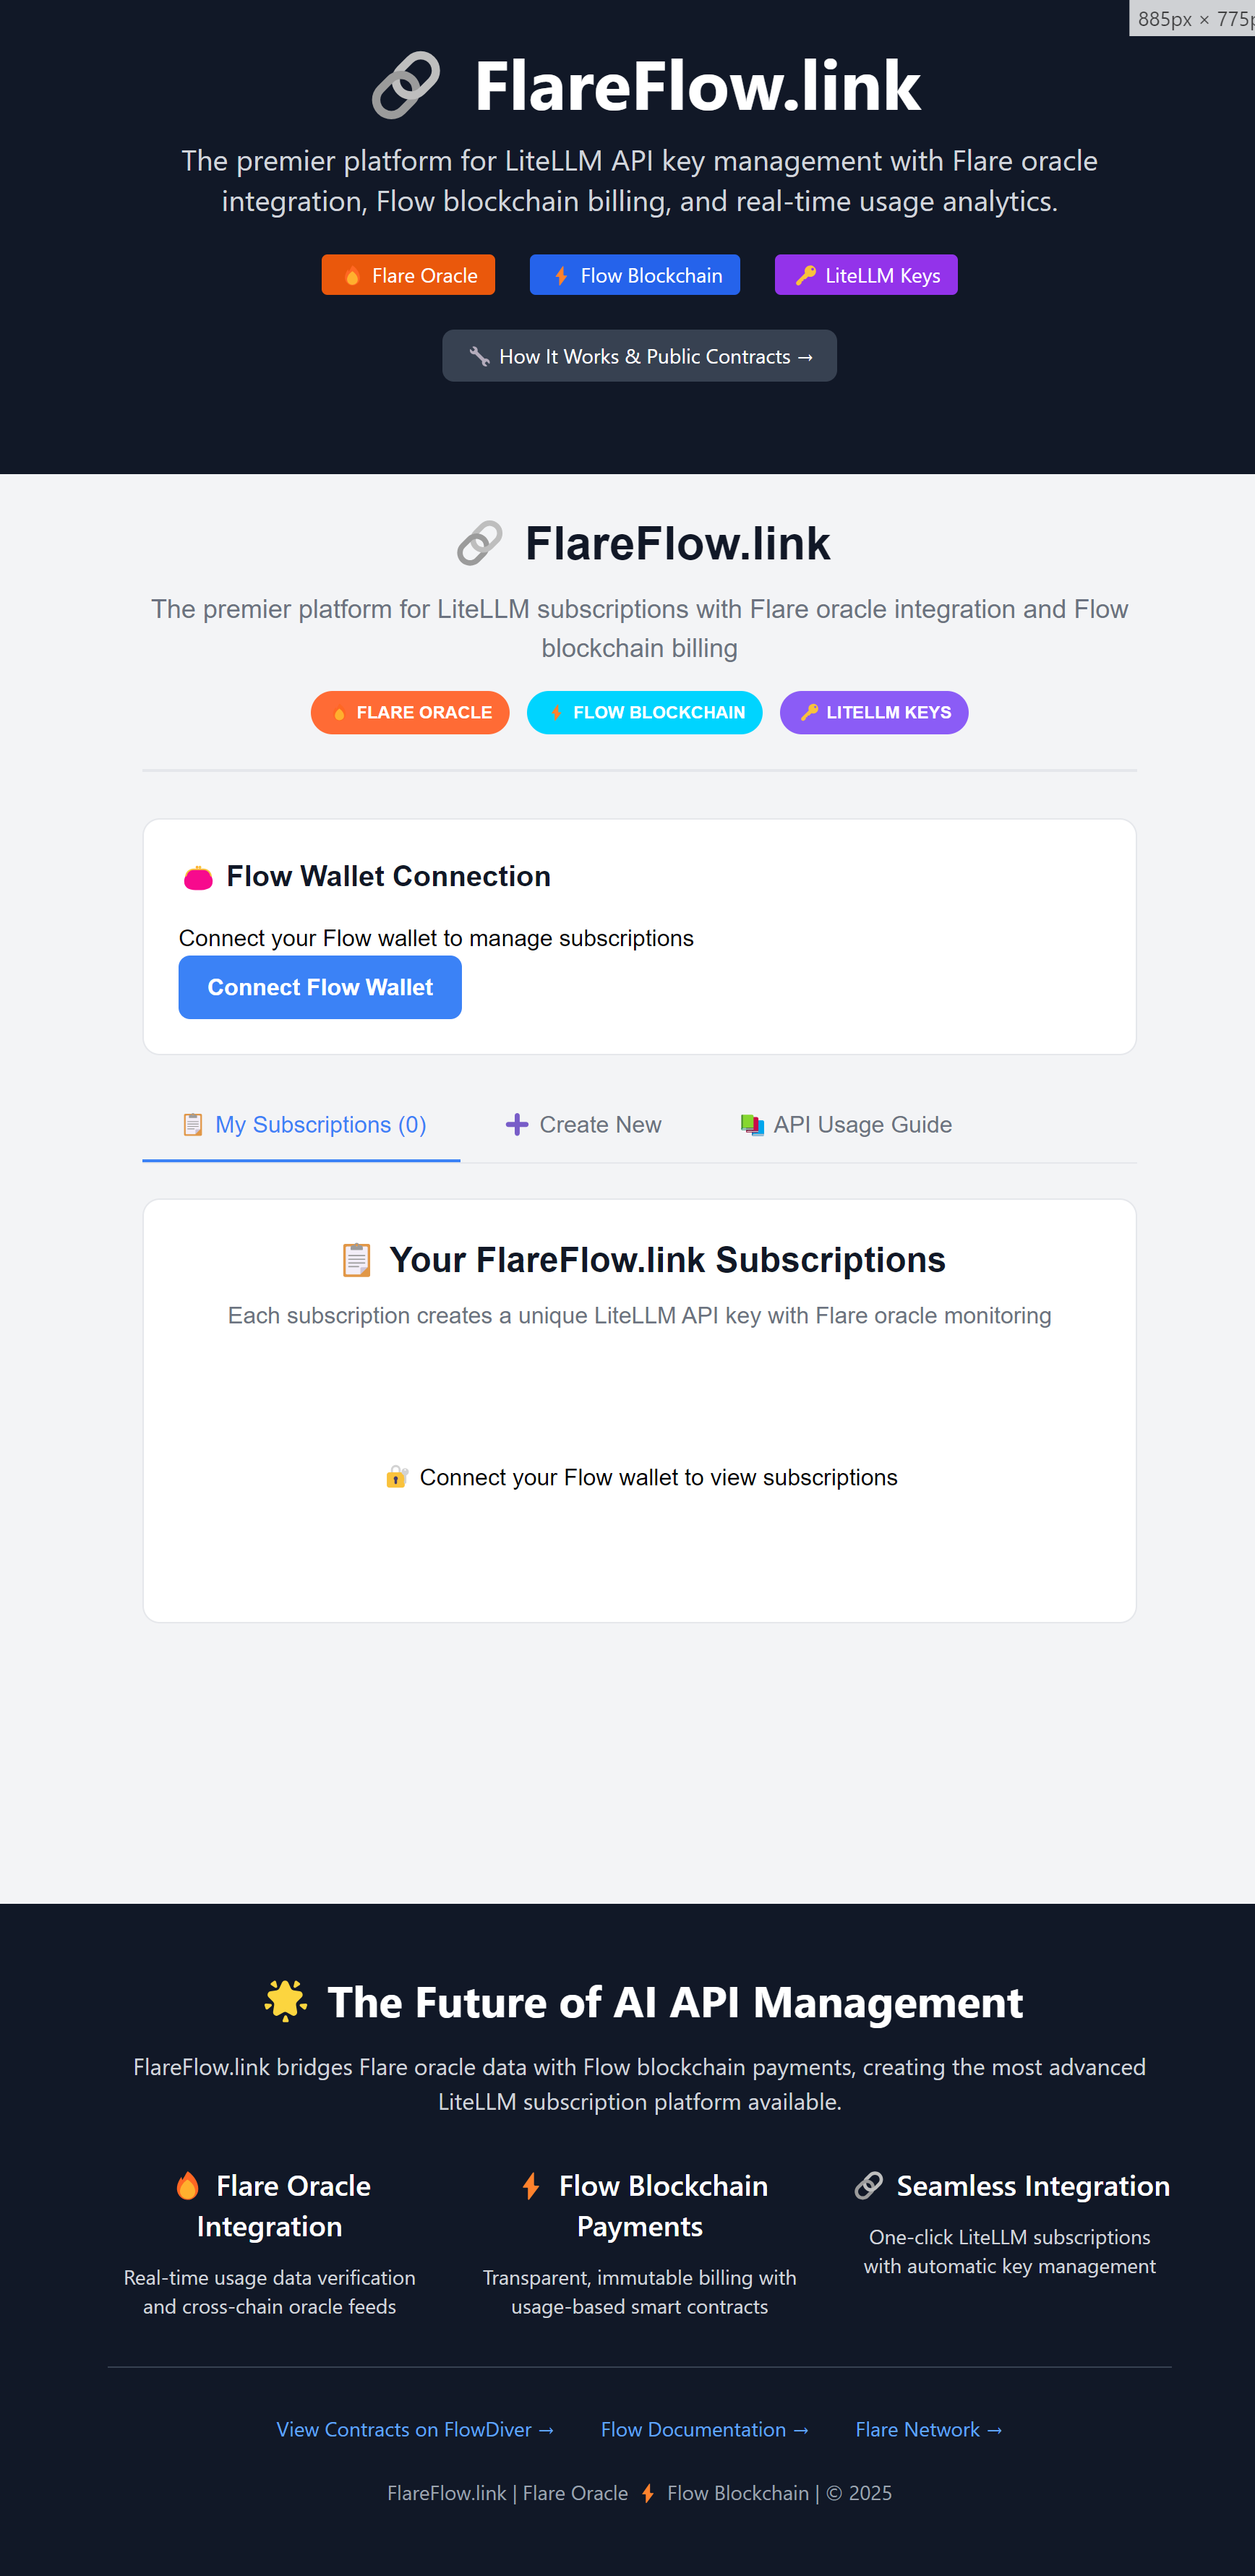 885px × 775p
FlareFlow.link
The premier platform for LiteLLM API key management with Flare oracle
integration, Flow blockchain billing, and real-time usage analytics.
Flare Oracle
Flow Blockchain
LiteLLM Keys
How It Works & Public Contracts →
FlareFlow.link
The premier platform for LiteLLM subscriptions with Flare oracle integration and Flow
blockchain billing
FLARE ORACLE
FLOW BLOCKCHAIN
LITELLM KEYS
Flow Wallet Connection
Connect your Flow wallet to manage subscriptions
Connect Flow Wallet
My Subscriptions (0)
Create New
API Usage Guide
Your FlareFlow.link Subscriptions
Each subscription creates a unique LiteLLM API key with Flare oracle monitoring
Connect your Flow wallet to view subscriptions
The Future of AI API Management
FlareFlow.link bridges Flare oracle data with Flow blockchain payments, creating the most advanced
LiteLLM subscription platform available.
Flare Oracle
Integration
Real-time usage data verification
and cross-chain oracle feeds
Flow Blockchain
Payments
Transparent, immutable billing with
usage-based smart contracts
Seamless Integration
One-click LiteLLM subscriptions
with automatic key management
View Contracts on FlowDiver →
Flow Documentation →
Flare Network →
FlareFlow.link | Flare Oracle ⚡ Flow Blockchain | © 2025